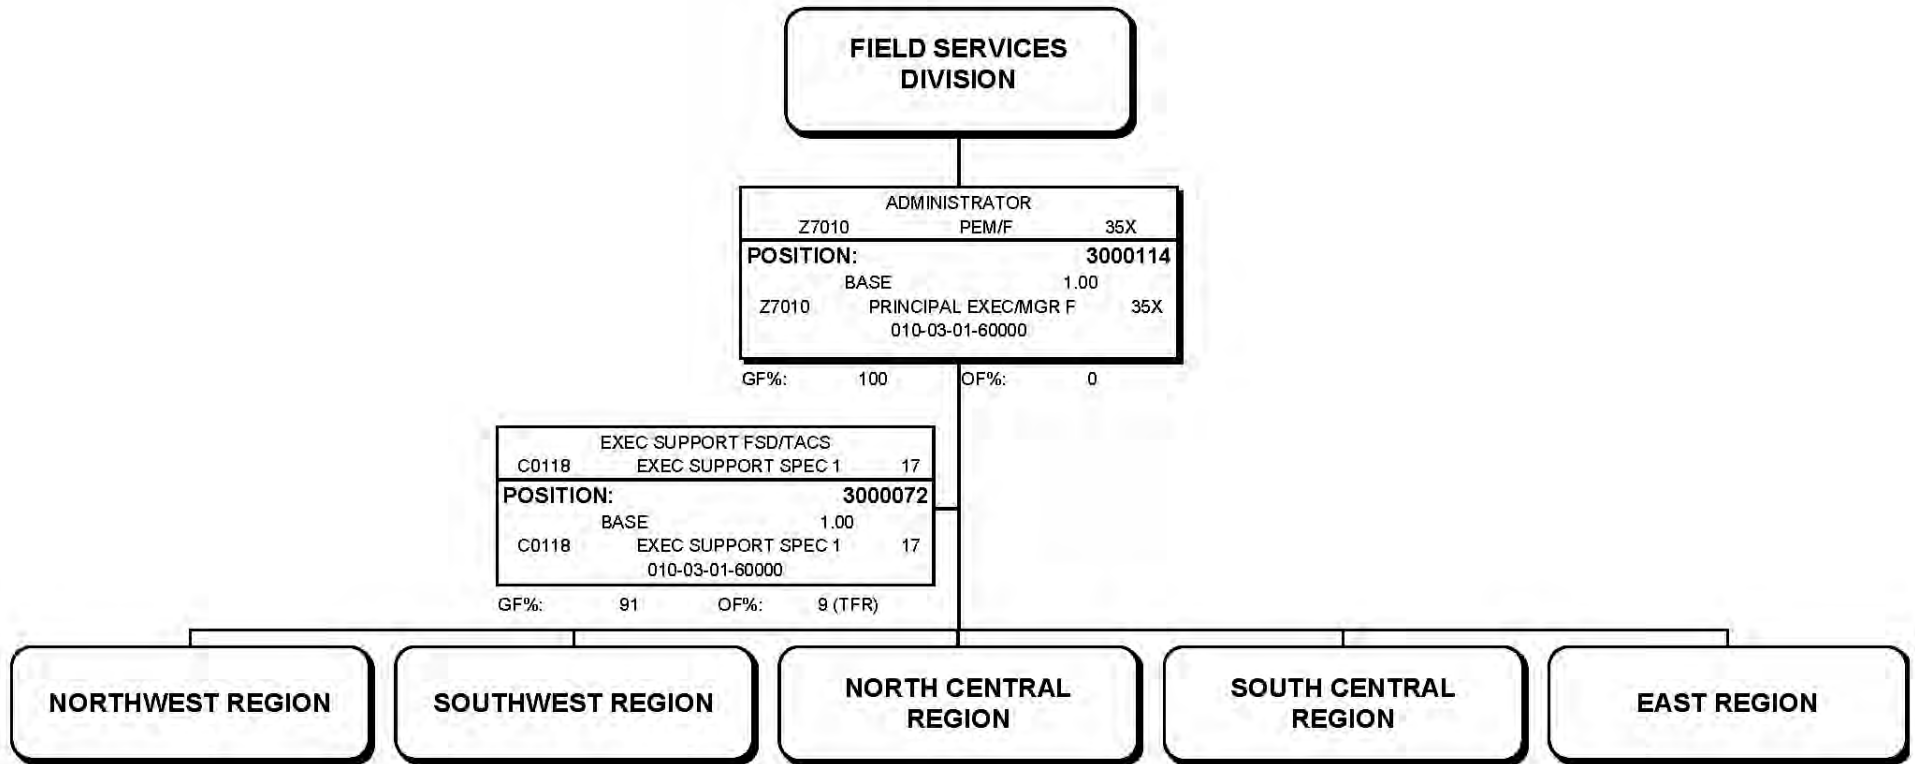 FIELD SERVICES
DIVISION
ADMINISTRATOR
Z7010 PEM/F 35X
POSITION: 3000114
BASE 1.00
Z7010 PRINCIPAL EXEC/MGR F 35X
010-03-01-60000
GF%: 100 OF%: 0
EXEC SUPPORT FSD/TACS
C0118 EXEC SUPPORT SPEC 1 17
POSITION: 3000072
BASE 1.00
C0118 EXEC SUPPORT SPEC 1 17
010-03-01-60000
GF%: 91 OF%: 9 (TFR)
NORTHWEST REGION
SOUTHWEST REGION
NORTH CENTRAL
REGION
SOUTH CENTRAL
REGION
EAST REGION